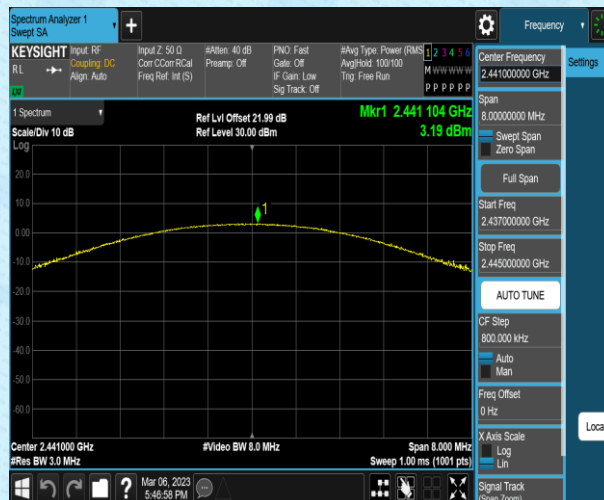 Spectrum Analyzer 1
Swept SA
+
Frequency
KEYSIGHT
RL
Input: RF
Coupling: DC
Align: Auto
Input Z: 50 Ω
Corr CCorr RCal
Freq Ref: Int (S)
#Atten: 40 dB
Preamp: Off
PNO: Fast
Gate: Off
IF Gain: Low
Sig Track: Off
#Avg Type: Power (RMS
Avg|Hold: 100/100
Trig: Free Run
1 2 3 4 5 6
M W W W W W
P P P P P P
LXI
1 Spectrum
Scale/Div 10 dB
Ref Lvl Offset 21.99 dB
Ref Level 30.00 dBm
Mkr1 2.441 104 GHz
3.19 dBm
Log
20.0
10.0
0.00
-10.0
-20.0
-30.0
-40.0
-50.0
-60.0
1
Center 2.441000 GHz
#Res BW 3.0 MHz
#Video BW 8.0 MHz
Span 8.000 MHz
Sweep 1.00 ms (1001 pts)
?
Mar 06, 2023
5:46:58 PM
Center Frequency
2.441000000 GHz
Span
8.00000000 MHz
Swept Span
Zero Span
Full Span
Start Freq
2.437000000 GHz
Stop Freq
2.445000000 GHz
AUTO TUNE
CF Step
800.000 kHz
Auto
Man
Freq Offset
0 Hz
X Axis Scale
Log
Lin
Signal Track
(Span Zoom)
Settings
Loca